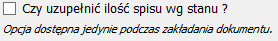 Czy uzupełnić ilość spisu wg stanu ?
Opcja dostępna jedynie podczas zakładania dokumentu.